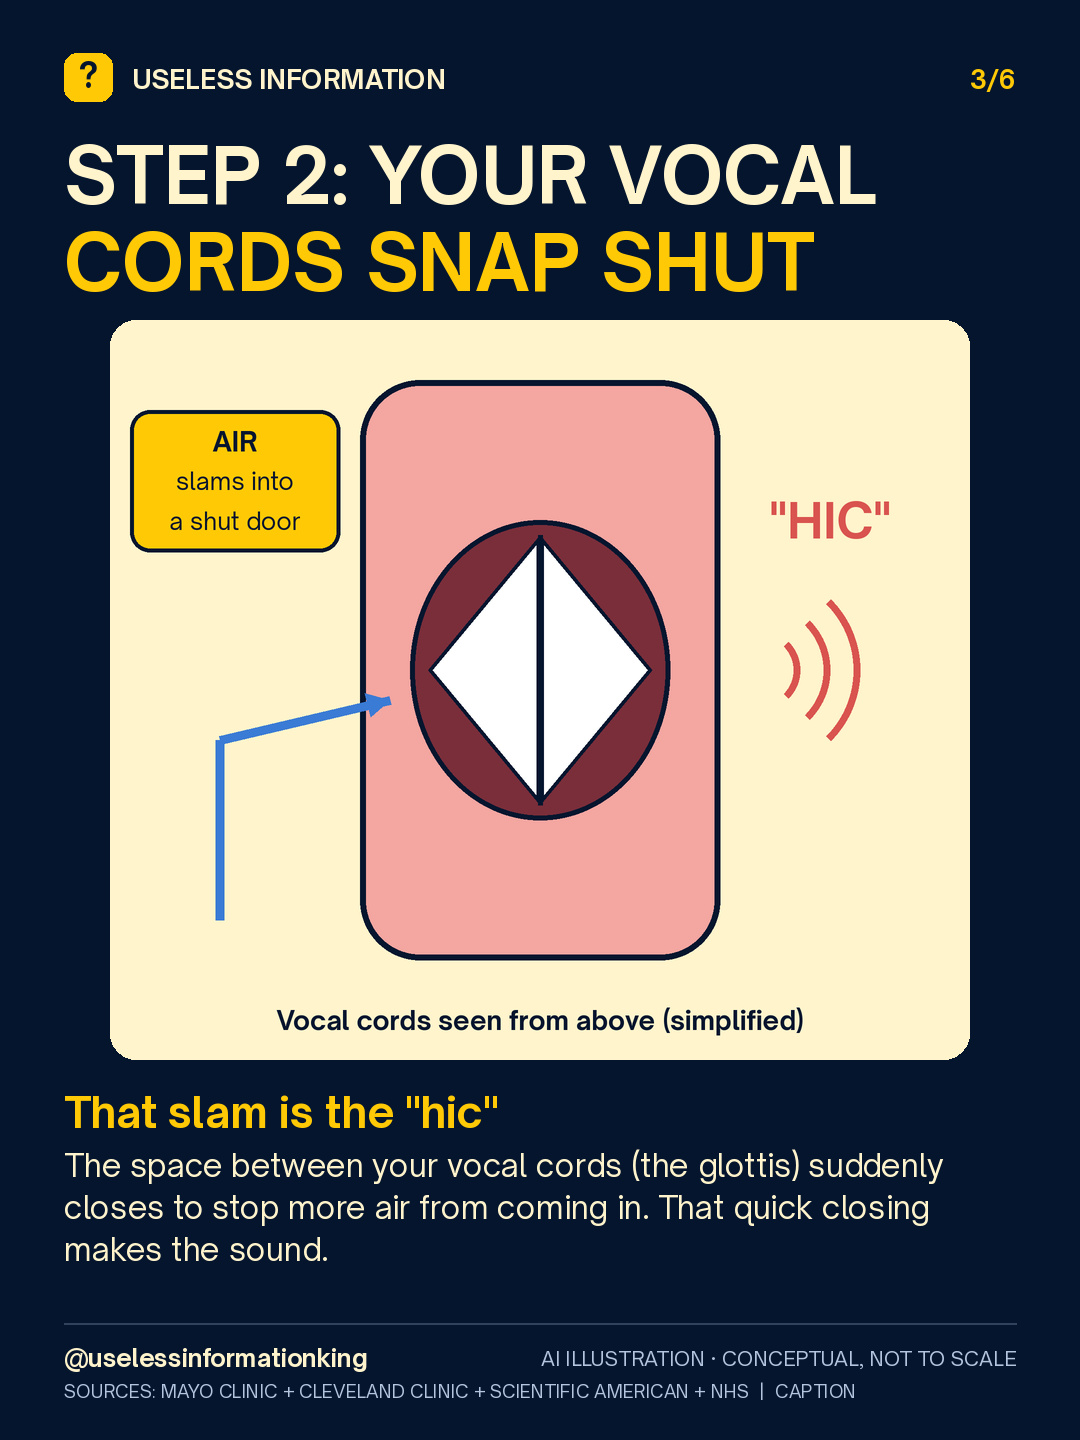 ?
USELESS INFORMATION
3/6
STEP 2: YOUR VOCAL
CORDS SNAP SHUT
AIR
slams into
a shut door
"HIC"
Vocal cords seen from above (simplified)
That slam is the "hic"
The space between your vocal cords (the glottis) suddenly
closes to stop more air from coming in. That quick closing
makes the sound.
@uselessinformationking
AI ILLUSTRATION · CONCEPTUAL, NOT TO SCALE
SOURCES: MAYO CLINIC + CLEVELAND CLINIC + SCIENTIFIC AMERICAN + NHS | CAPTION